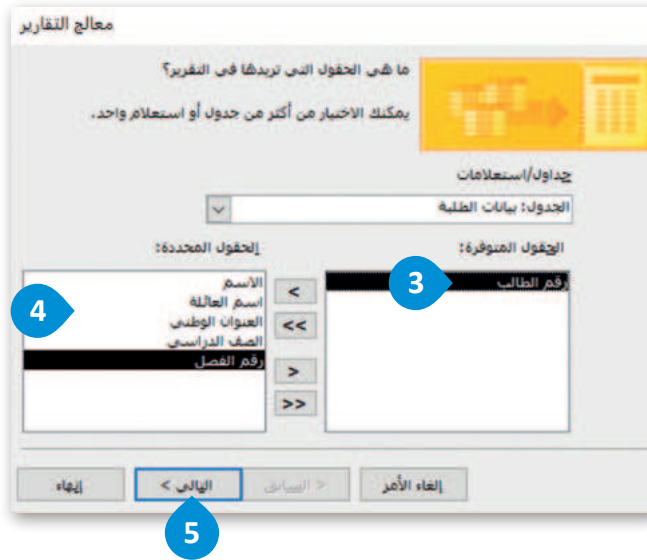 معالج التقارير
ما هي الحقول التي تريدها في التقرير؟
يمكنك الاختيار من أكثر من جدول أو استعلام واحد.
جداول/استعلامات
الجدول: بيانات الطلبة
الحقول المتوفرة:
الحقول المحددة:
رقم الطالب
3
الاسم
اسم العائلة
العنوان الوطني
الصف الدراسي
رقم الفصل
4
>
>>
<
<<
إلغاء الأمر
< السابق
التالي >
إنهاء
5